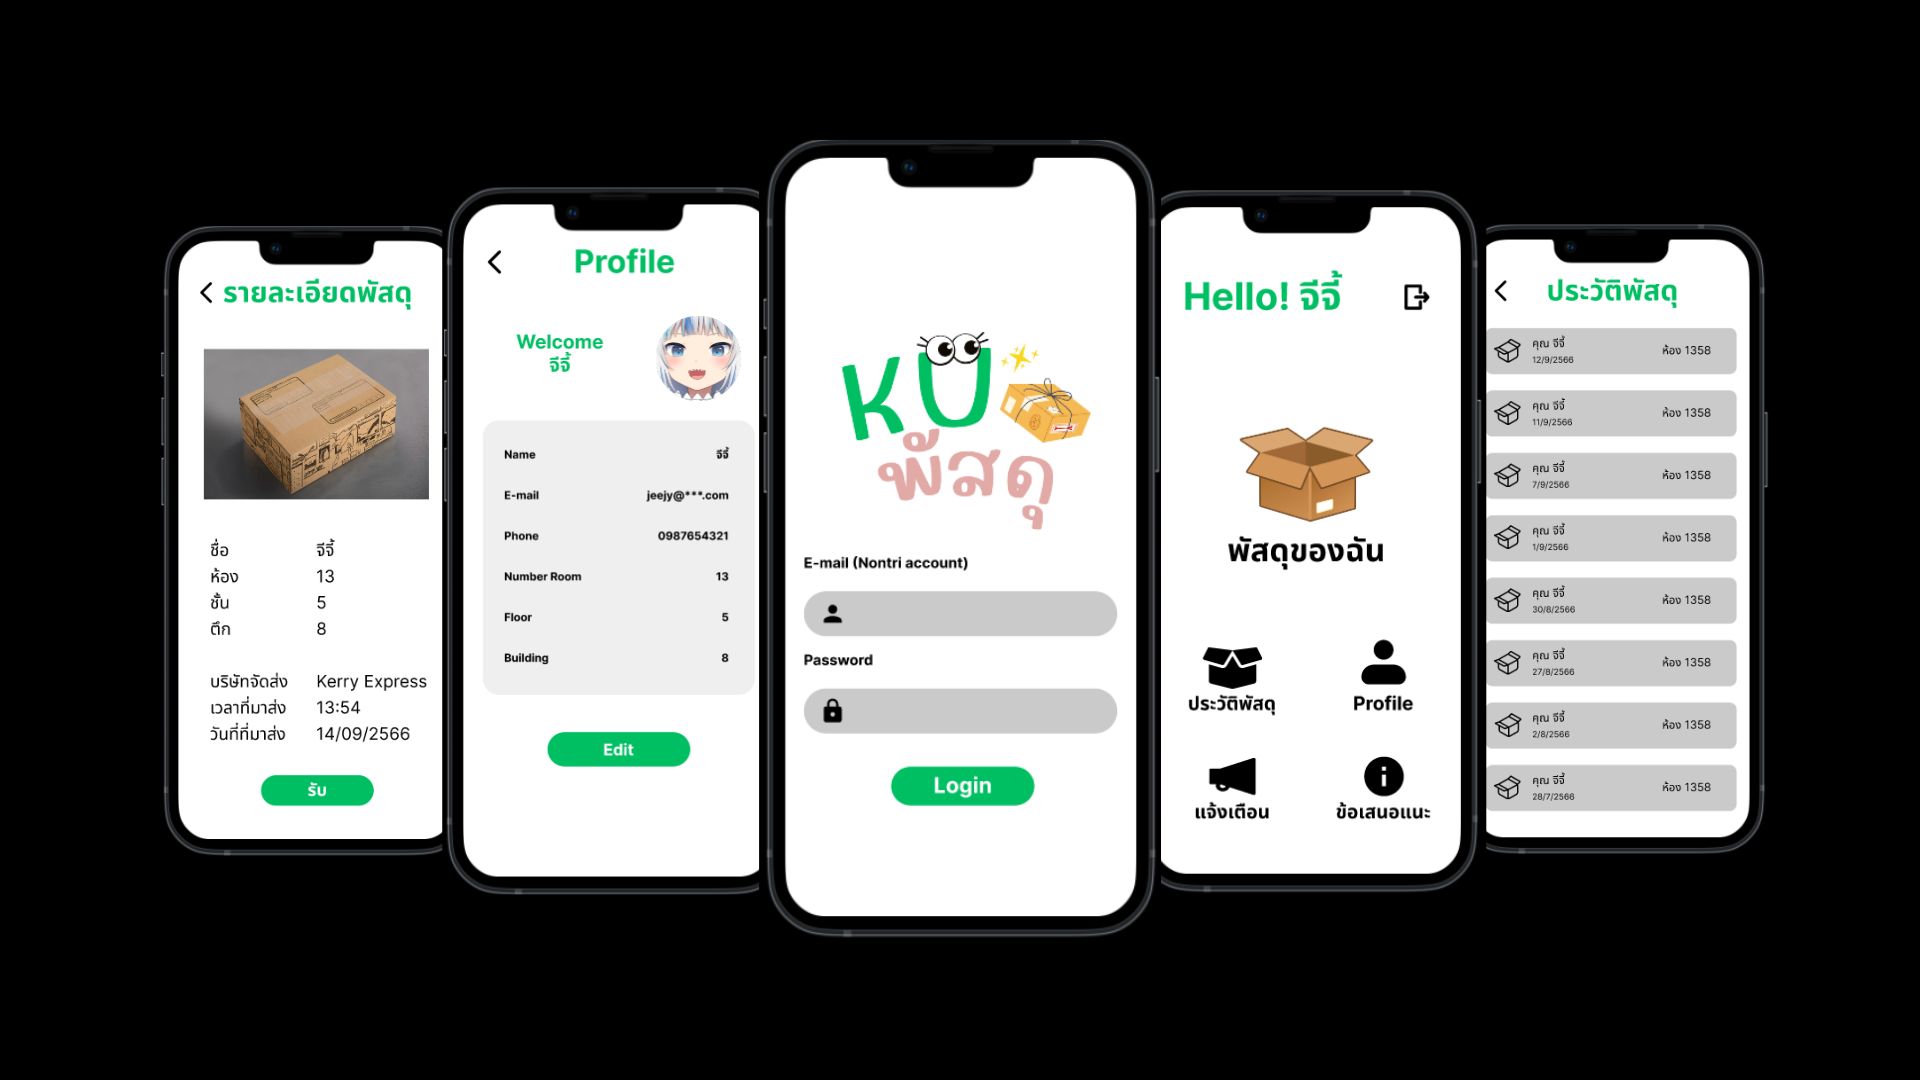 รายละเอียดพัสดุ
ชื่อ จีจี้
ห้อง 13
ชั้น 5
ตึก 8
บริษัทจัดส่ง Kerry Express
เวลาที่มาส่ง 13:54
วันที่ที่มาส่ง 14/09/2566
รับ
Profile
Welcome
จีจี้
Name จีจี้
E-mail jeejy@***.com
Phone 0987654321
Number Room 13
Floor 5
Building 8
Edit
KU
พัสดุ
E-mail (Nontri account)
Password
Login
Hello! จีจี้
พัสดุของฉัน
ประวัติพัสดุ
Profile
แจ้งเตือน
ข้อเสนอแนะ
ประวัติพัสดุ
คุณ จีจี้
12/9/2566
ห้อง 1358
คุณ จีจี้
11/9/2566
ห้อง 1358
คุณ จีจี้
7/9/2566
ห้อง 1358
คุณ จีจี้
1/9/2566
ห้อง 1358
คุณ จีจี้
30/8/2566
ห้อง 1358
คุณ จีจี้
27/8/2566
ห้อง 1358
คุณ จีจี้
2/8/2566
ห้อง 1358
คุณ จีจี้
28/7/2566
ห้อง 1358